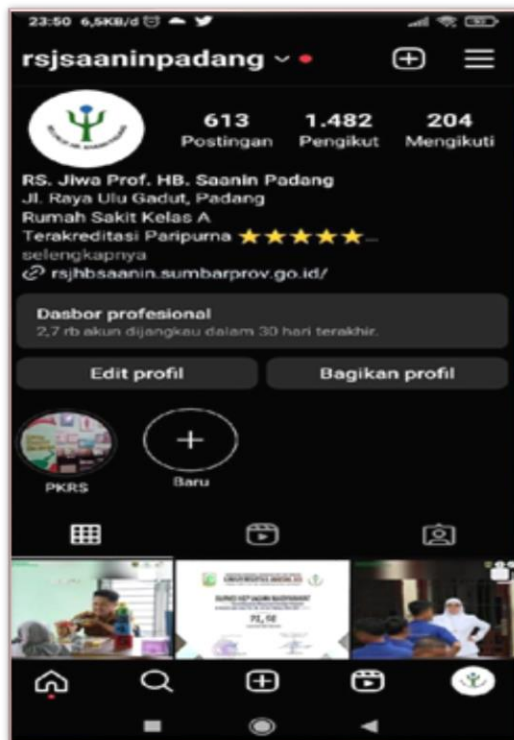 23:50 6,5KB/d
rsjsaaninpadang
613 1.482 204
Postingan Pengikut Mengikuti
RS. Jiwa Prof. HB. Saanin Padang
Jl. Raya Ulu Gadut, Padang
Rumah Sakit Kelas A
Terakreditasi Paripurna ⭐⭐⭐⭐⭐...
selengkapnya
rsjhbsaanin.sumbarprov.go.id/
Dasbor profesional
2,7 rb akun dijangkau dalam 30 hari terakhir.
Edit profil Bagikan profil
PKRS Baru
UNIVERSITAS ANDALAS